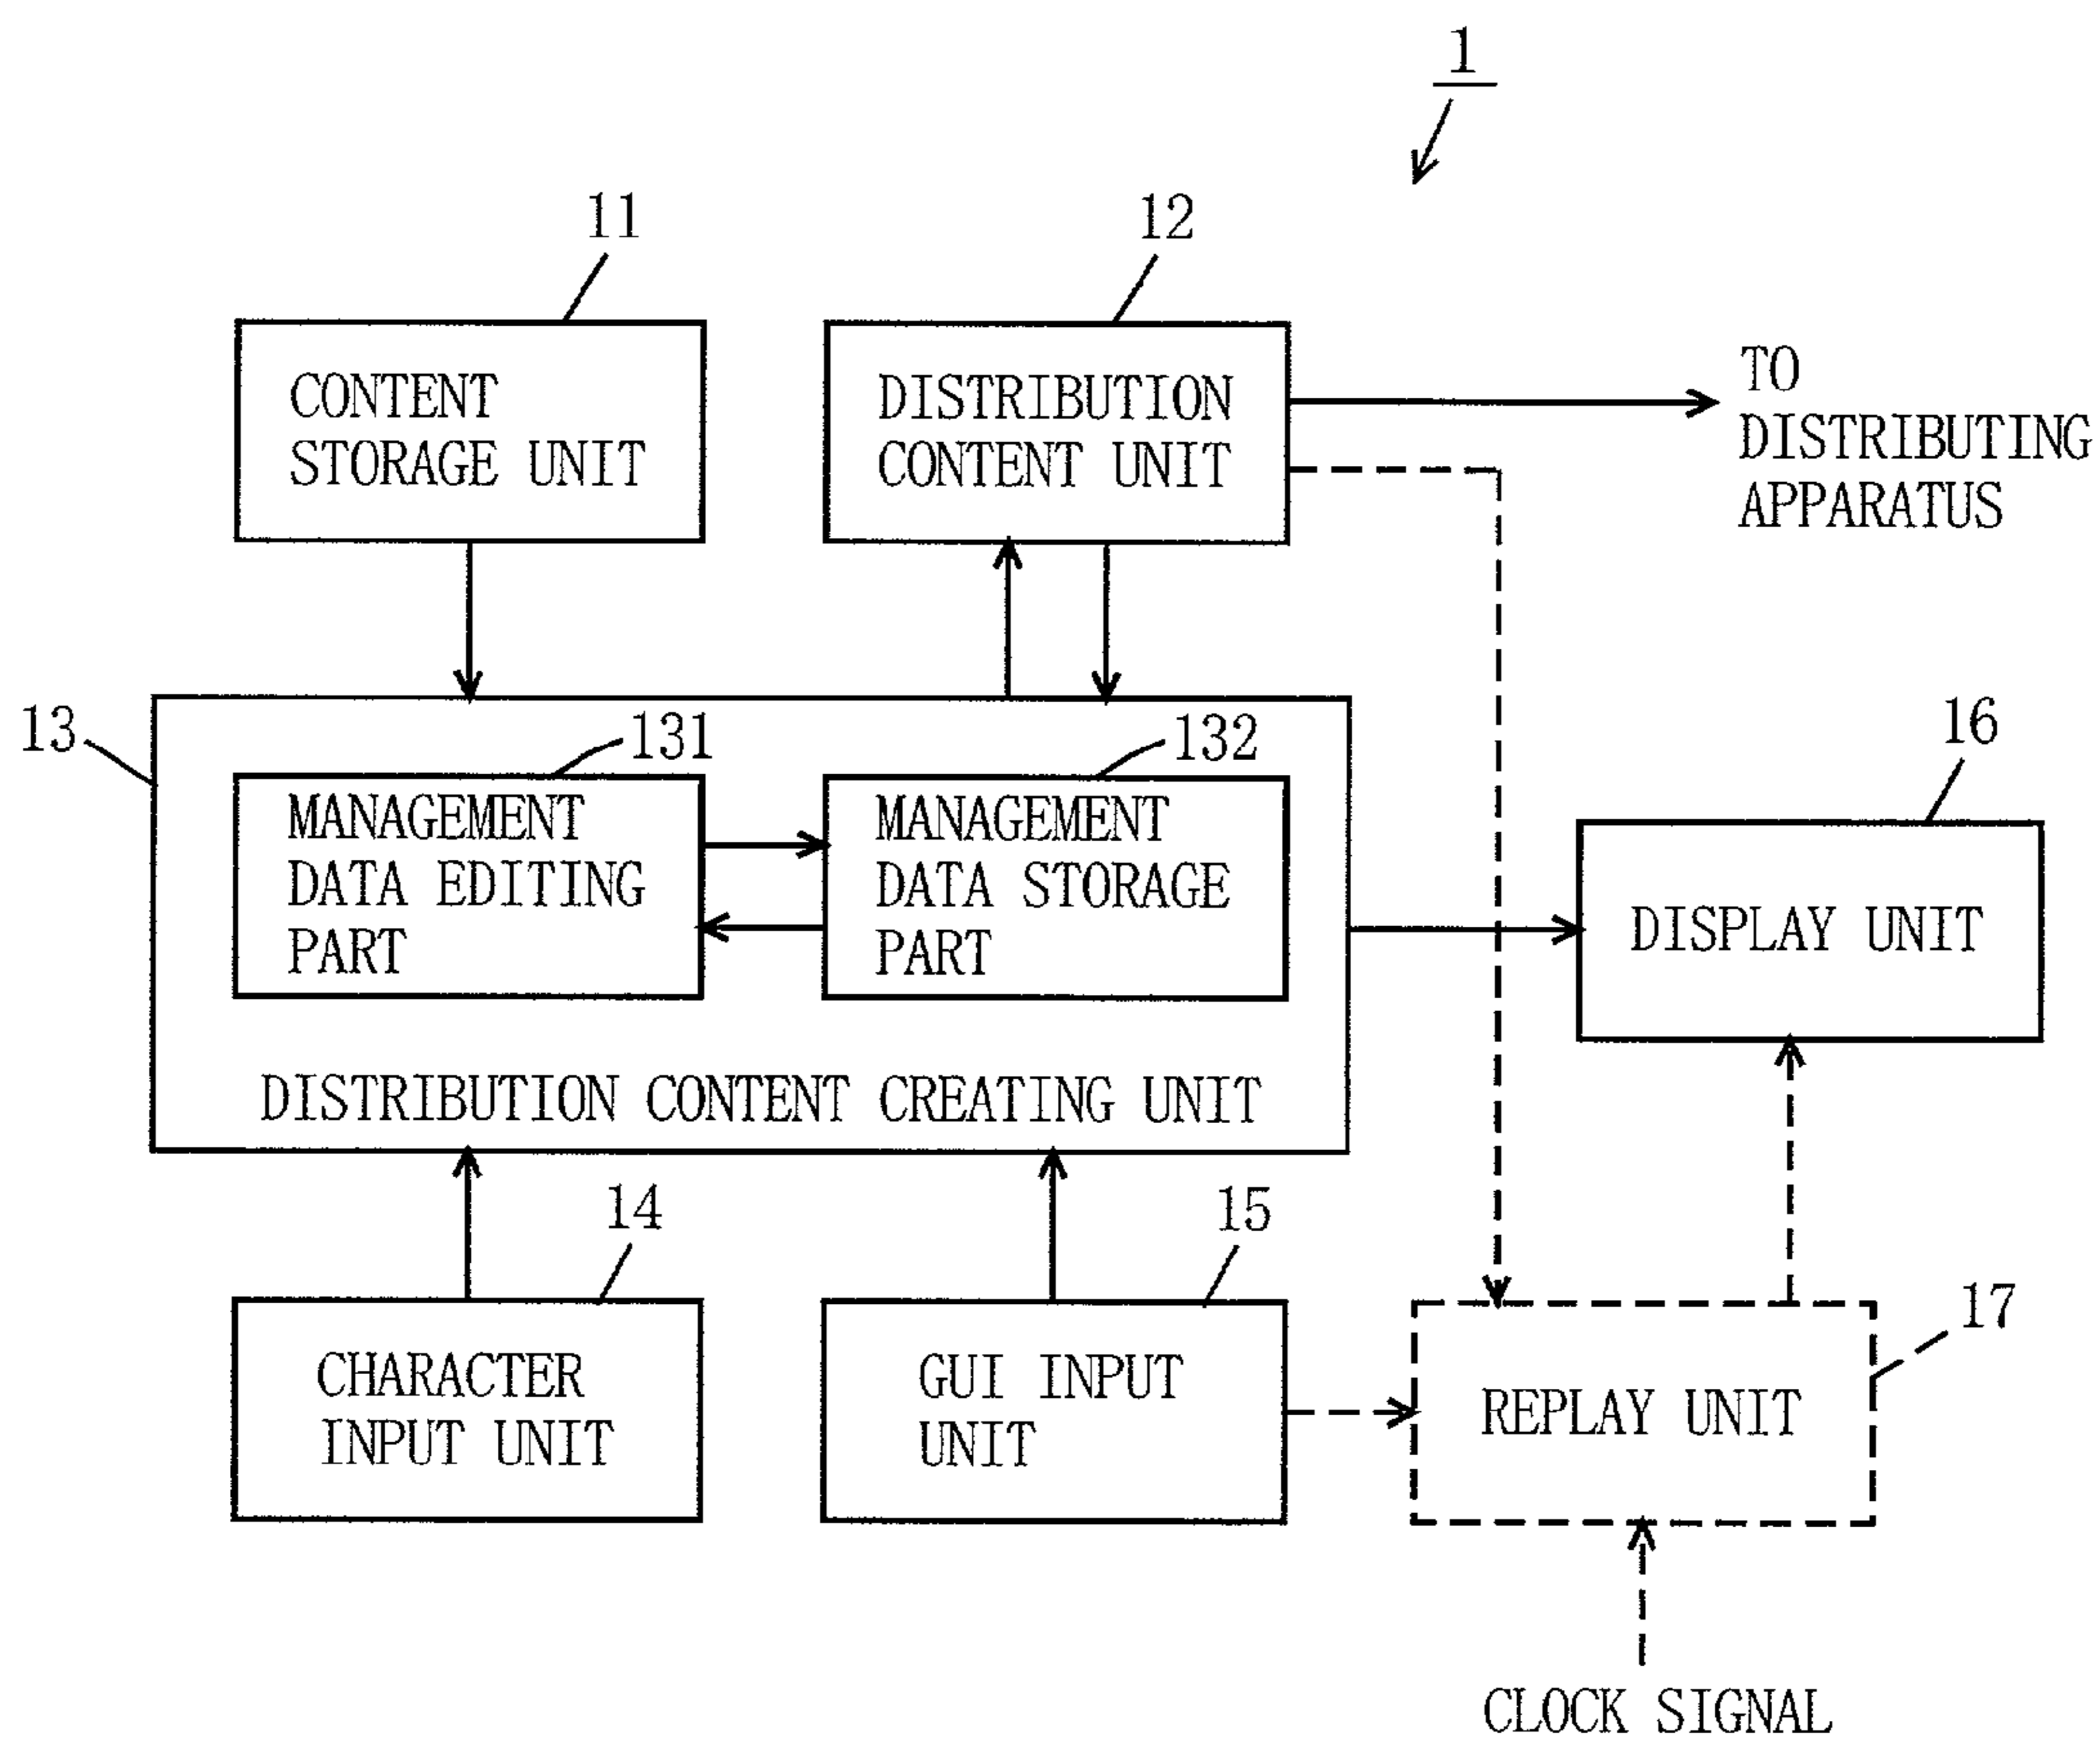 1
11
12
CONTENT
STORAGE UNIT
DISTRIBUTION
CONTENT UNIT
TO
DISTRIBUTING
APPARATUS
13
131
132
MANAGEMENT
DATA EDITING
PART
MANAGEMENT
DATA STORAGE
PART
DISTRIBUTION CONTENT CREATING UNIT
16
DISPLAY UNIT
14
15
CHARACTER
INPUT UNIT
GUI INPUT
UNIT
17
REPLAY UNIT
CLOCK SIGNAL